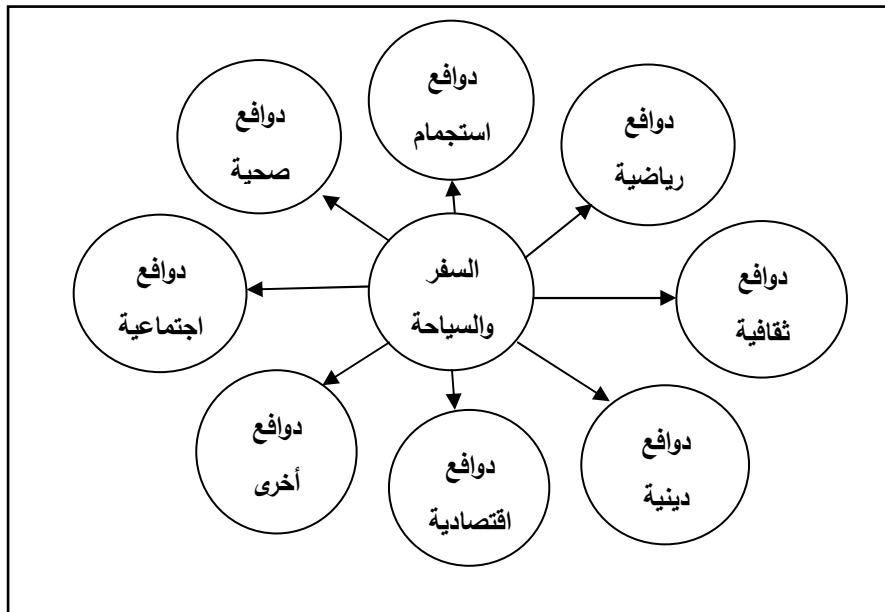 دوافع
استجمام
دوافع
رياضية
دوافع
صحية
دوافع
ثقافية
السفر
والسياحة
دوافع
اجتماعية
دوافع
دينية
دوافع
اقتصادية
دوافع
أخرى